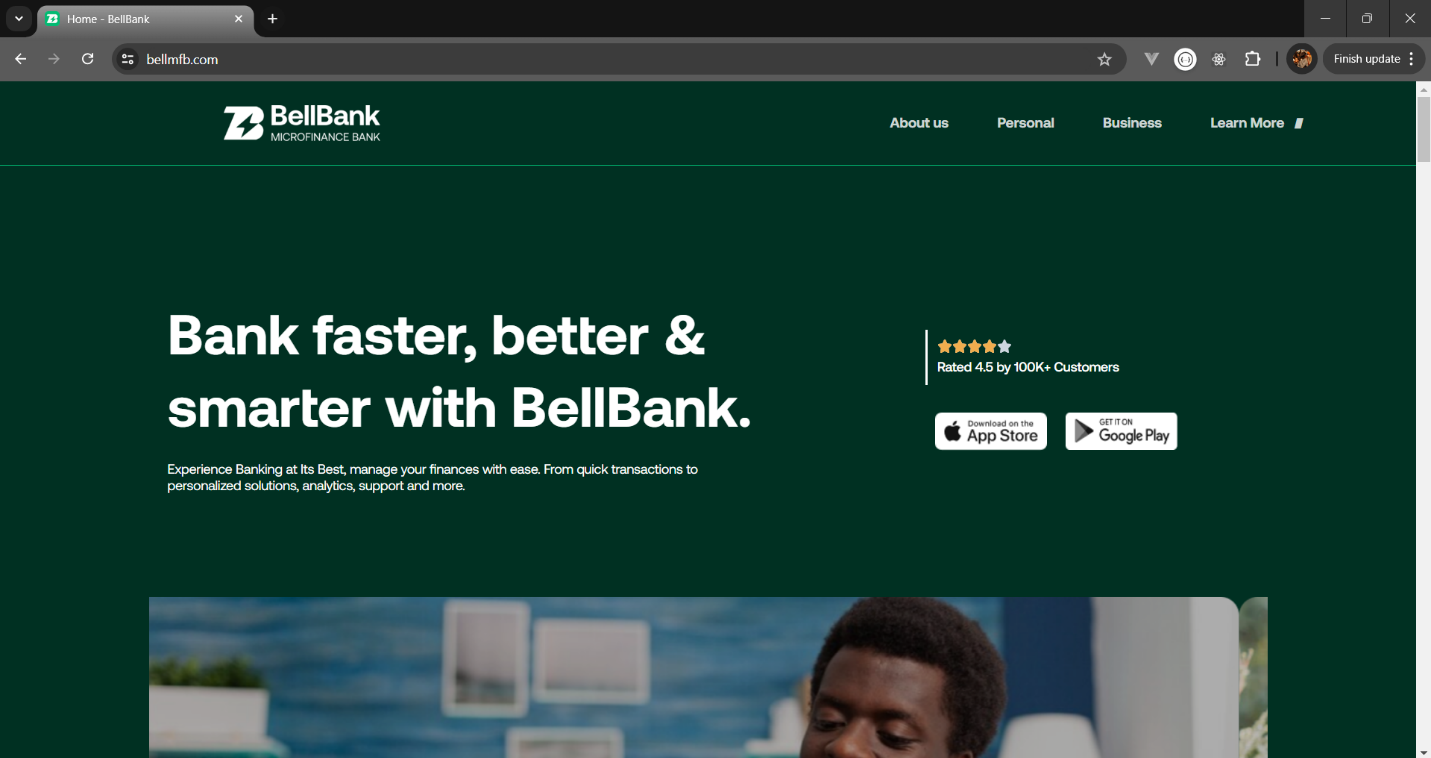 Home - BellBank
bellmfb.com
Finish update
BellBank
MICROFINANCE BANK
About us
Personal
Business
Learn More
Bank faster, better &
smarter with BellBank.
Rated 4.5 by 100K+ Customers
Download on the
App Store
GET IT ON
Google Play
Experience Banking at Its Best, manage your finances with ease. From quick transactions to
personalized solutions, analytics, support and more.